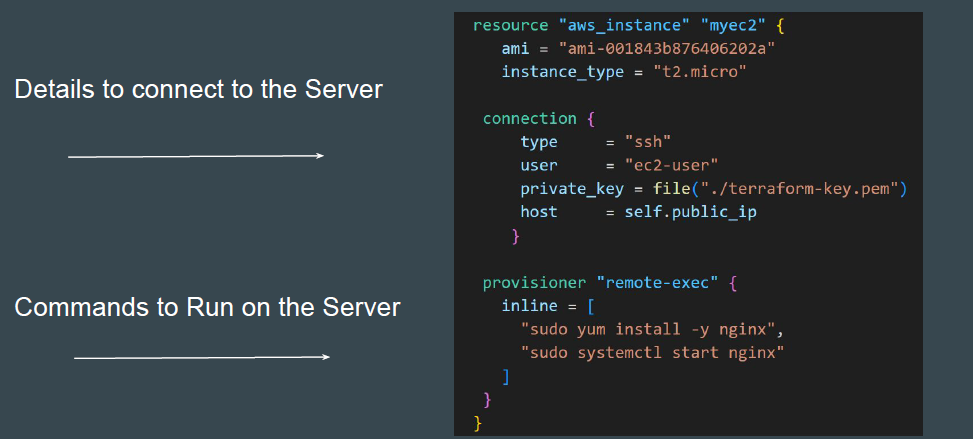 Details to connect to the Server
Commands to Run on the Server
resource "aws_instance" "myec2" {
   ami = "ami-001843b876406202a"
   instance_type = "t2.micro"
 connection {
     type     = "ssh"
     user     = "ec2-user"
     private_key = file("./terraform-key.pem")
     host     = self.public_ip
    }
 provisioner "remote-exec" {
   inline = [
     "sudo yum install -y nginx",
     "sudo systemctl start nginx"
   ]
 }
}